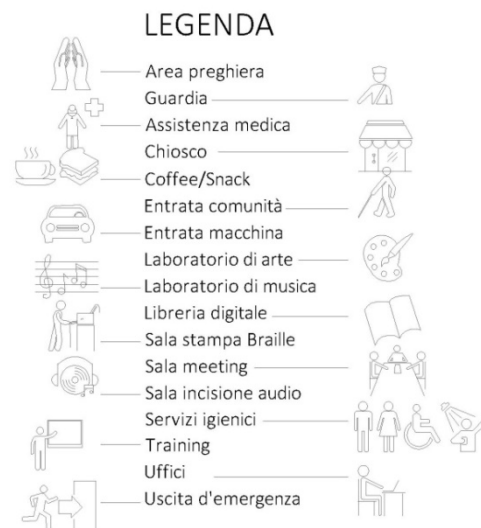 LEGENDA
Area preghiera
Guardia
Assistenza medica
Chiosco
Coffee/Snack
Entrata comunità
Entrata macchina
Laboratorio di arte
Laboratorio di musica
Libreria digitale
Sala stampa Braille
Sala meeting
Sala incisione audio
Servizi igienici
Training
Uffici
Uscita d'emergenza